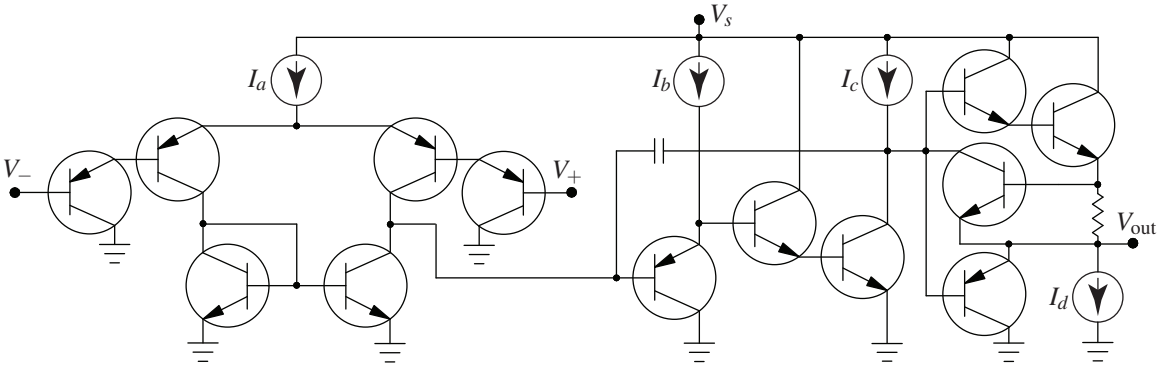 V_s
I_a
I_b
I_c
V_−
V_+
V_out
I_d